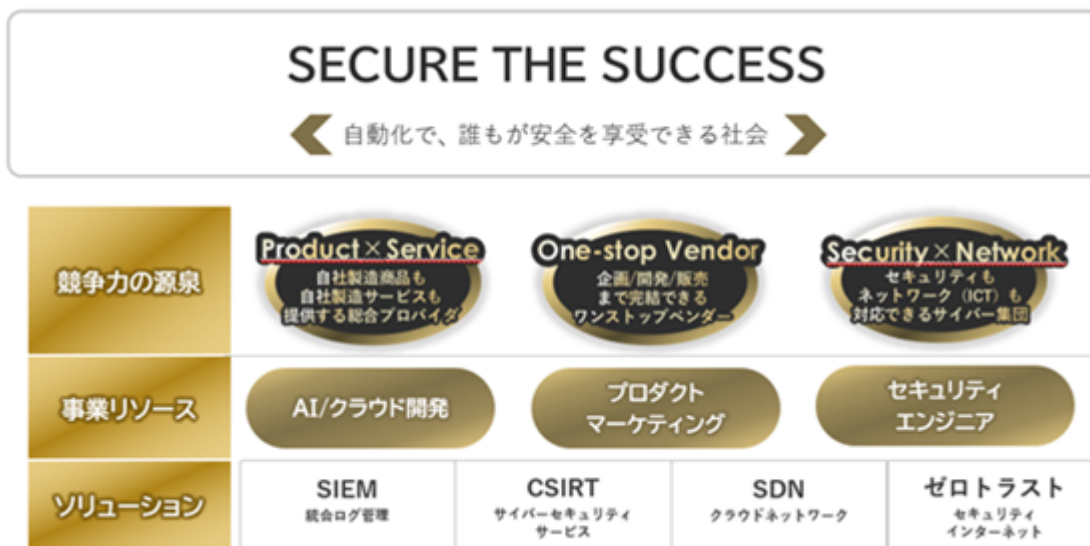 SECURE THE SUCCESS
自動化で、誰もが安全を享受できる社会
競争力の源泉
Product×Service
自社製造商品も
自社製造サービスも
提供する総合プロバイダ
One-stop Vendor
企画/開発/販売
まで完結できる
ワンストップベンダー
Security×Network
セキュリティも
ネットワーク（ICT）も
対応できるサイバー集団
事業リソース
AI/クラウド開発
プロダクト
マーケティング
セキュリティ
エンジニア
ソリューション
SIEM
統合ログ管理
CSIRT
サイバーセキュリティ
サービス
SDN
クラウドネットワーク
ゼロトラスト
セキュリティ
インターネット